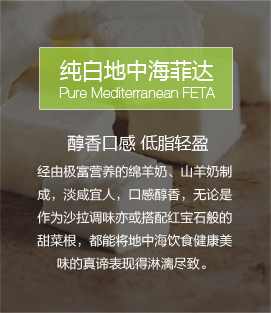 纯白地中海菲达
Pure Mediterranean FETA
醇香口感 低脂轻盈
经由极富营养的绵羊奶、山羊奶制
成，淡咸宜人，口感醇香，无论是
作为沙拉调味亦或搭配红宝石般的
甜菜根，都能将地中海饮食健康美
味的真谛表现得淋漓尽致。